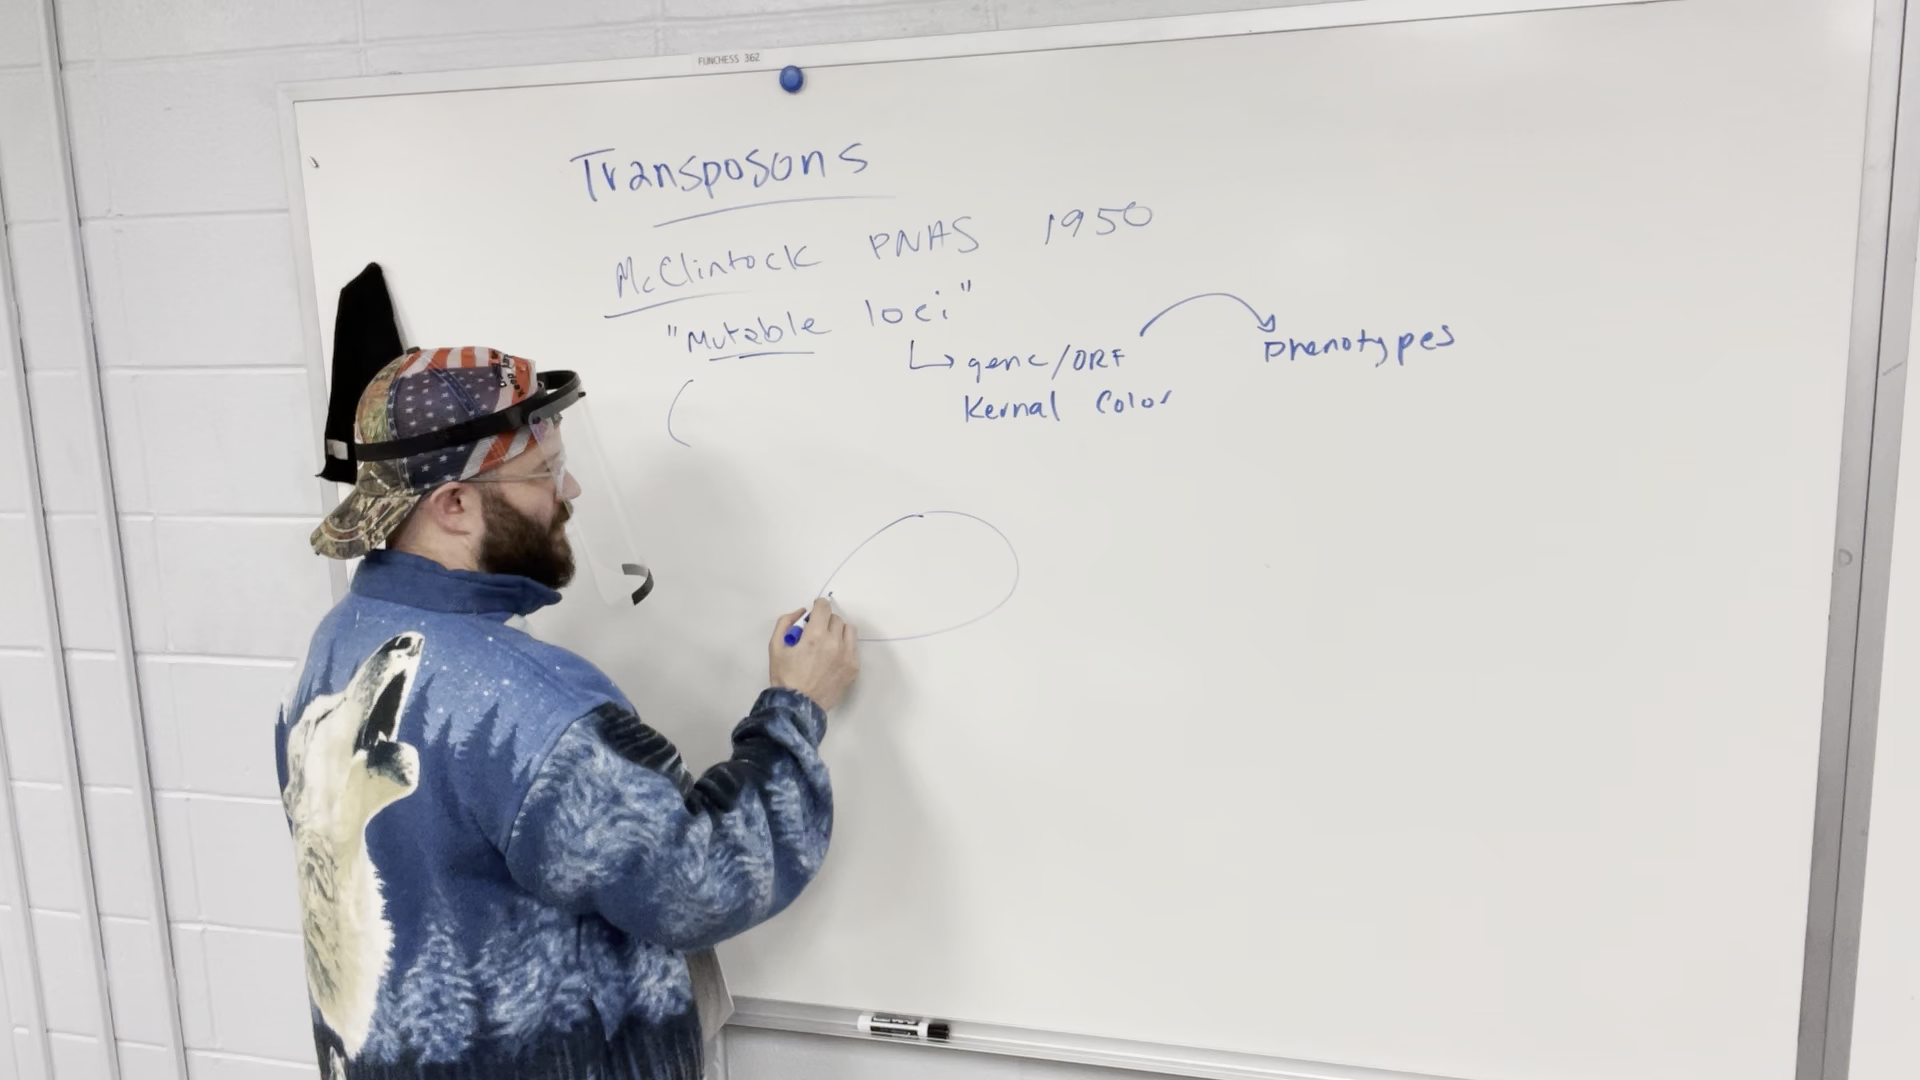 FUNCHESS 362
Transposons
McClintock PNAS 1950
"Mutable loci"
gene/ORF
Phenotypes
Kernal Color